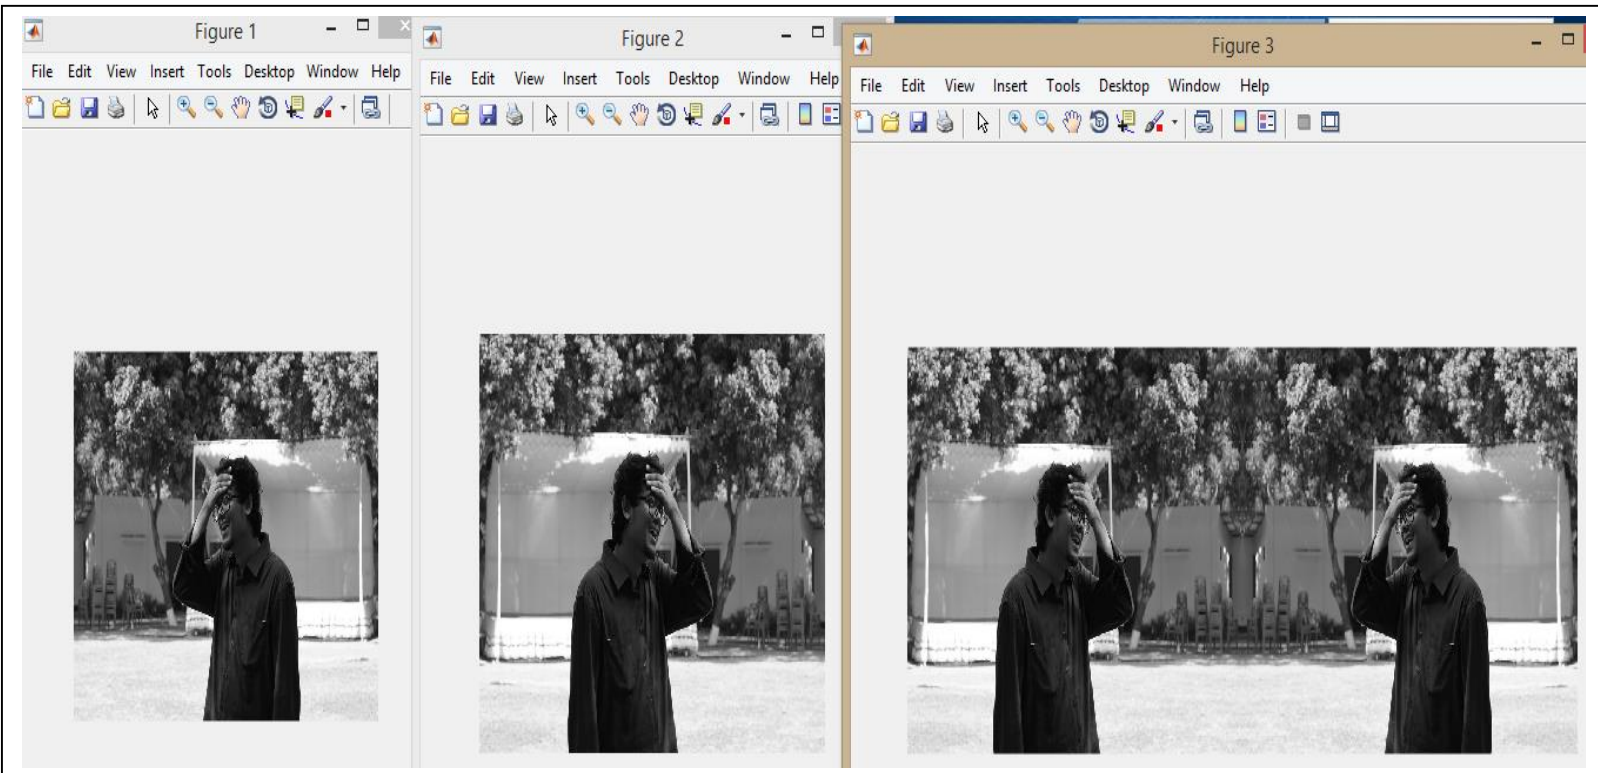 Figure 1
File Edit View Insert Tools Desktop Window Help
Figure 2
File Edit View Insert Tools Desktop Window Help
Figure 3
File Edit View Insert Tools Desktop Window Help